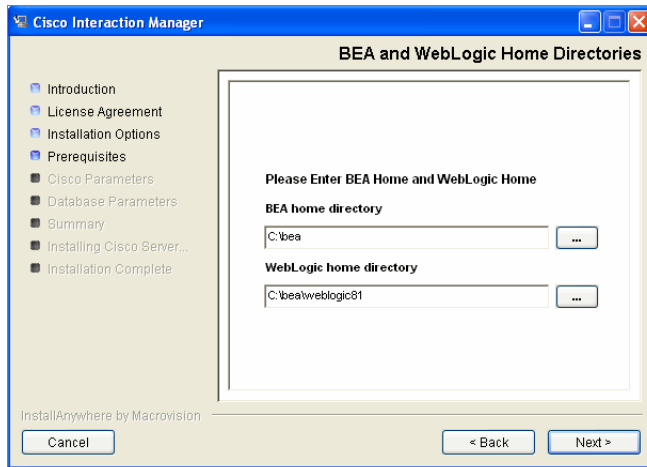 Cisco Interaction Manager
BEA and WebLogic Home Directories
Introduction
License Agreement
Installation Options
Prerequisites
Cisco Parameters
Database Parameters
Summary
Installing Cisco Server...
Installation Complete
Please Enter BEA Home and WebLogic Home
BEA home directory
C:\bea
...
WebLogic home directory
C:\bea\weblogic81
...
InstallAnywhere by Macrovision
Cancel
< Back
Next >